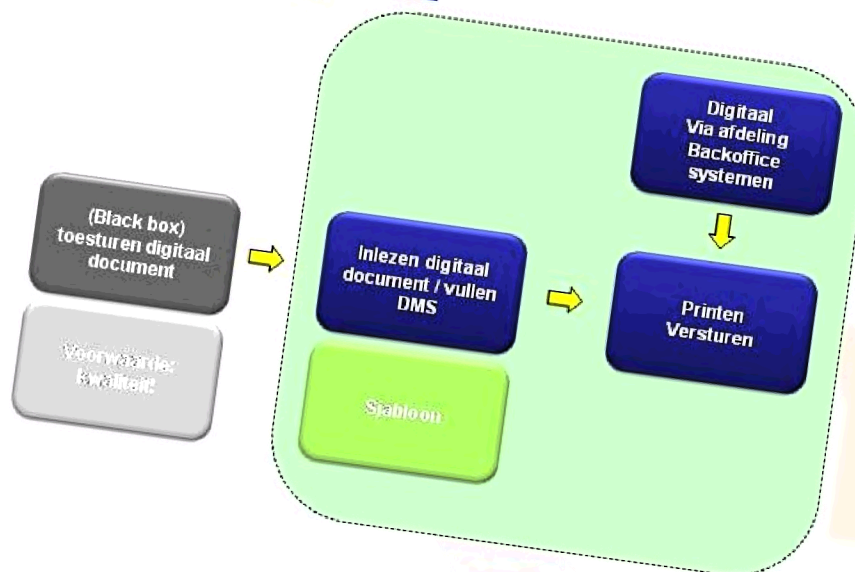 (Black box)
toesturen digitaal
document
Voorwaarde:
kwaliteit!
Inlezen digitaal
document / vullen
DMS
Sjabloon
Digitaal
Via afdeling
Backoffice
systemen
Printen
Versturen